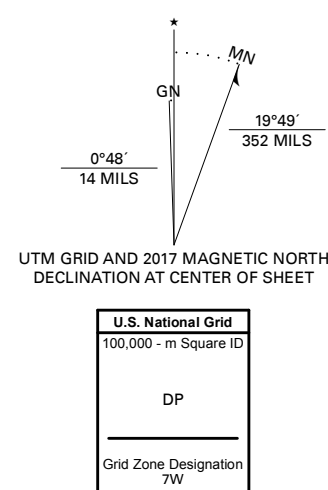 ★
MN
GN
19°49´
352 MILS
0°48´
14 MILS
UTM GRID AND 2017 MAGNETIC NORTH
DECLINATION AT CENTER OF SHEET
U.S. National Grid
100,000 - m Square ID
DP
Grid Zone Designation
7W